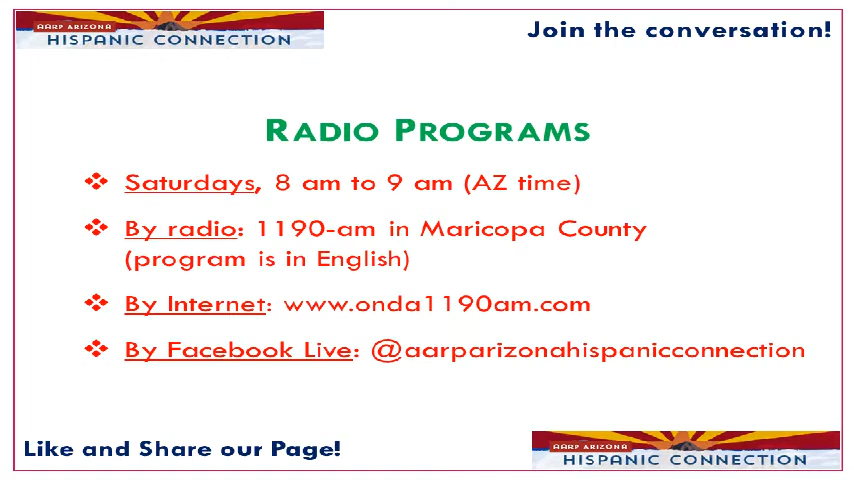 AARP ARIZONA
HISPANIC CONNECTION
Join the conversation!
RADIO PROGRAMS
Saturdays, 8 am to 9 am (AZ time)
By radio: 1190-am in Maricopa County
(program is in English)
By Internet: www.onda1190am.com
By Facebook Live: @aarparizonahispanicconnection
Like and Share our Page!
AARP ARIZONA
HISPANIC CONNECTION